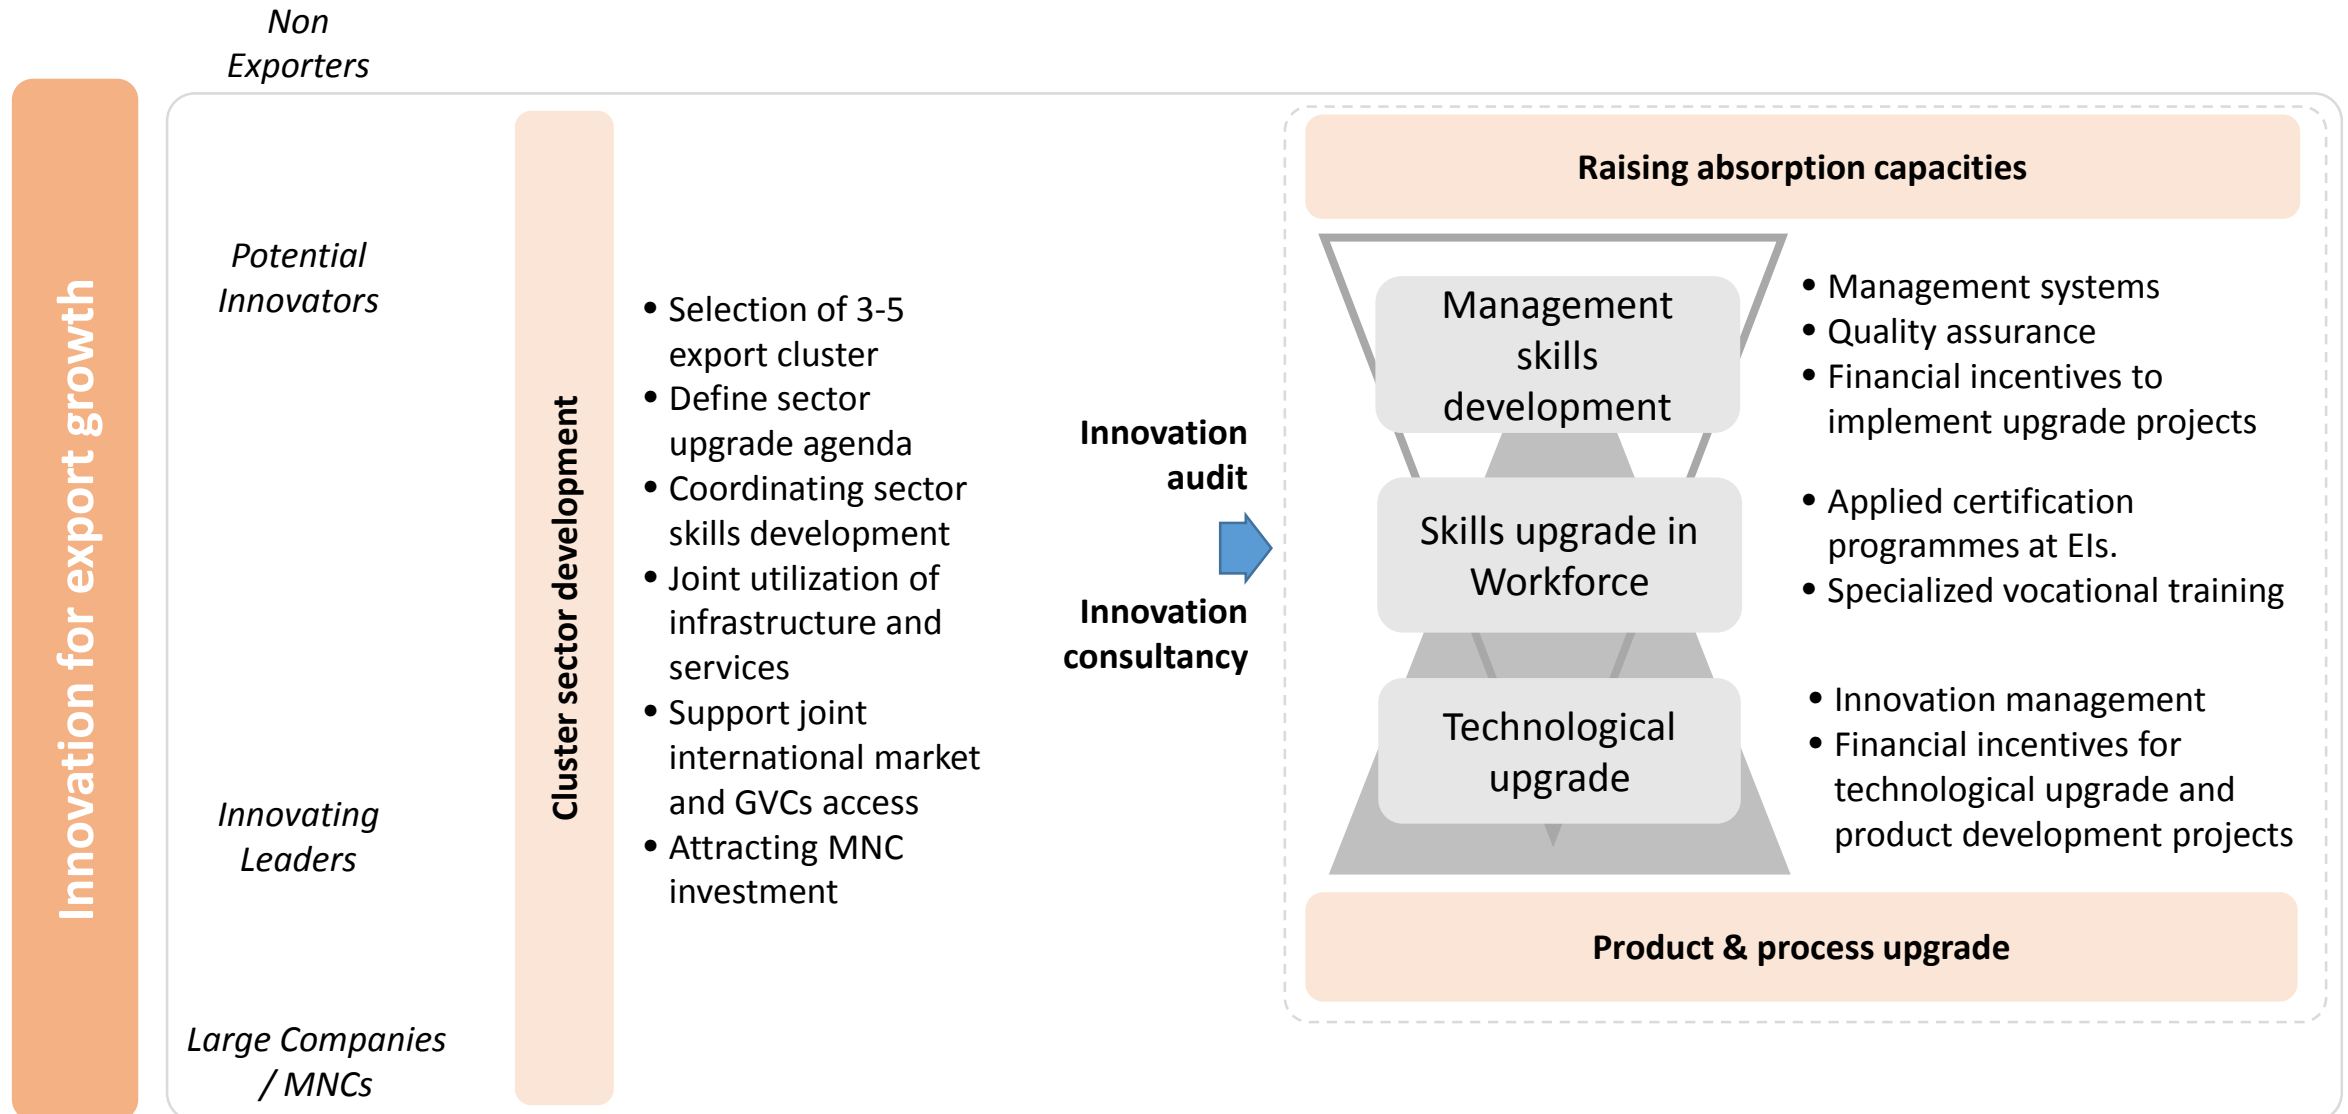 Non
Exporters
Innovation for export growth
Potential
Innovators
Innovating
Leaders
Large Companies
/ MNCs
Cluster sector development
• Selection of 3-5
export cluster
• Define sector
upgrade agenda
• Coordinating sector
skills development
• Joint utilization of
infrastructure and
services
• Support joint
international market
and GVCs access
• Attracting MNC
investment
Innovation
audit
Innovation
consultancy
Raising absorption capacities
Management
skills
development
• Management systems
• Quality assurance
• Financial incentives to
implement upgrade projects
Skills upgrade in
Workforce
• Applied certification
programmes at EIs.
• Specialized vocational training
Technological
upgrade
• Innovation management
• Financial incentives for
technological upgrade and
product development projects
Product & process upgrade